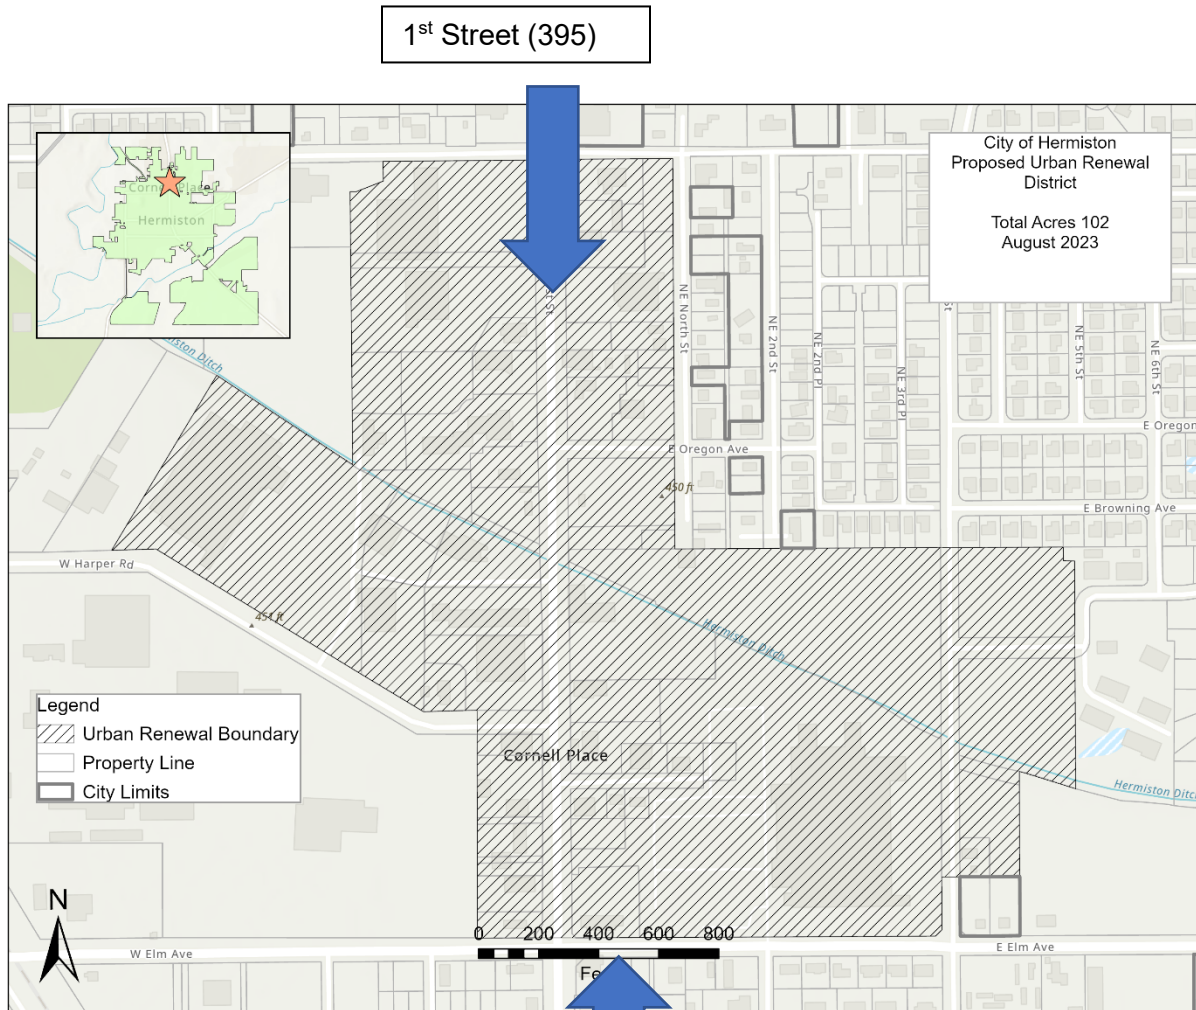 1st Street (395)
City of Hermiston
Proposed Urban Renewal
District
Total Acres 102
August 2023
Hermiston
NE North St
NE 2nd St
NE 2nd Pl
NE 3rd Pl
NE 5th St
NE 6th St
E Oregon Ave
E Oregon
450 ft
E Browning Ave
W Harper Rd
451 ft
Hermiston Ditch
Legend
Urban Renewal Boundary
Property Line
City Limits
Cornell Place
Hermiston Ditc
N
0 200 400 600 800
Fe
W Elm Ave
E Elm Ave